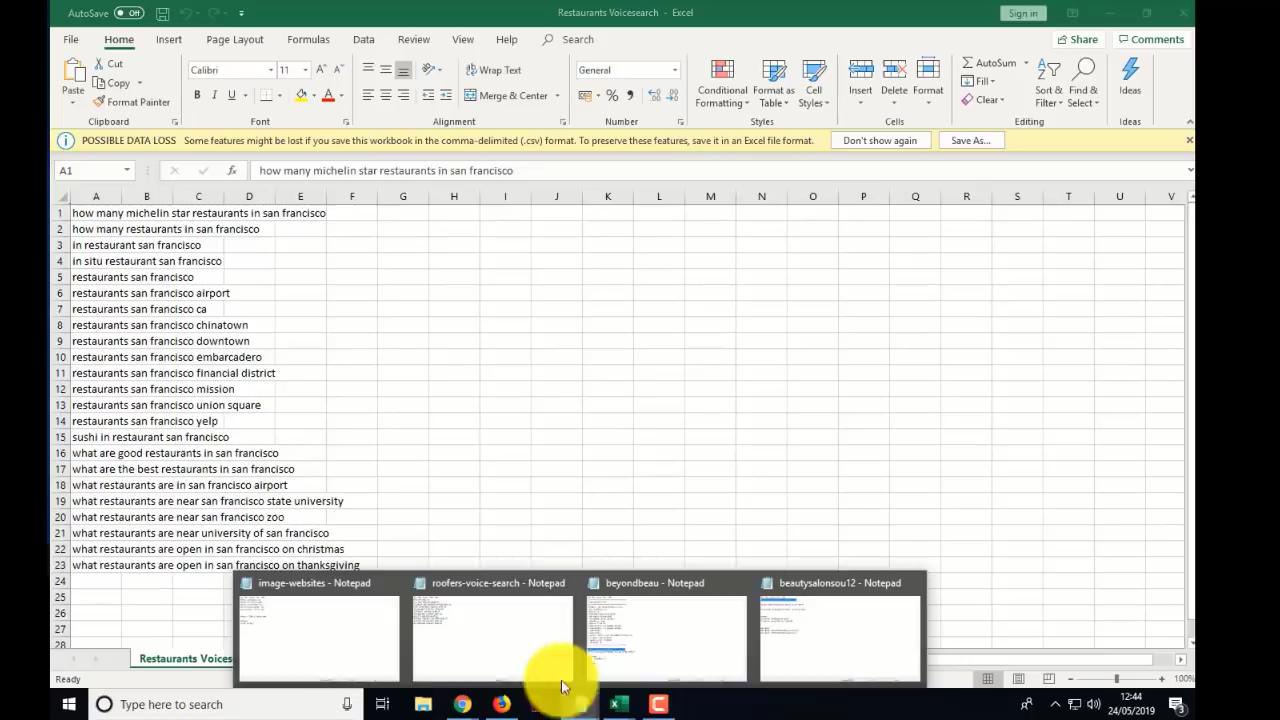 AutoSave Off Restaurants Voicesearch - Excel Sign in
File Home Insert Page Layout Formulas Data Review View Help Search Share Comments
Paste Cut Copy Format Painter
Calibri 11 B I U
Wrap Text Merge & Center
General % 
Conditional Formatting Format as Table Cell Styles
Insert Delete Format
AutoSum Fill Clear Sort & Filter Find & Select Ideas
Clipboard Font Alignment Number Styles Cells Editing Ideas
POSSIBLE DATA LOSS Some features might be lost if you save this workbook in the comma-delimited (.csv) format. To preserve these features, save it in an Excel file format. Don't show again Save As...
A1 fx how many michelin star restaurants in san francisco
A B C D E F G H I J K L M N O P Q R S T U V
1 how many michelin star restaurants in san francisco
2 how many restaurants in san francisco
3 in restaurant san francisco
4 in situ restaurant san francisco
5 restaurants san francisco
6 restaurants san francisco airport
7 restaurants san francisco ca
8 restaurants san francisco chinatown
9 restaurants san francisco downtown
10 restaurants san francisco embarcadero
11 restaurants san francisco financial district
12 restaurants san francisco mission
13 restaurants san francisco union square
14 restaurants san francisco yelp
15 sushi in restaurant san francisco
16 what are good restaurants in san francisco
17 what are the best restaurants in san francisco
18 what restaurants are in san francisco airport
19 what restaurants are near san francisco state university
20 what restaurants are near san francisco zoo
21 what restaurants are near university of san francisco
22 what restaurants are open in san francisco on christmas
23 what restaurants are open in san francisco on thanksgiving
24
25
26
27
28
image-websites - Notepad roofers-voice-search - Notepad beyondbeau - Notepad beautysalonsou12 - Notepad
Restaurants Voices
Ready 100%
Type here to search 12:44
24/05/2019 3